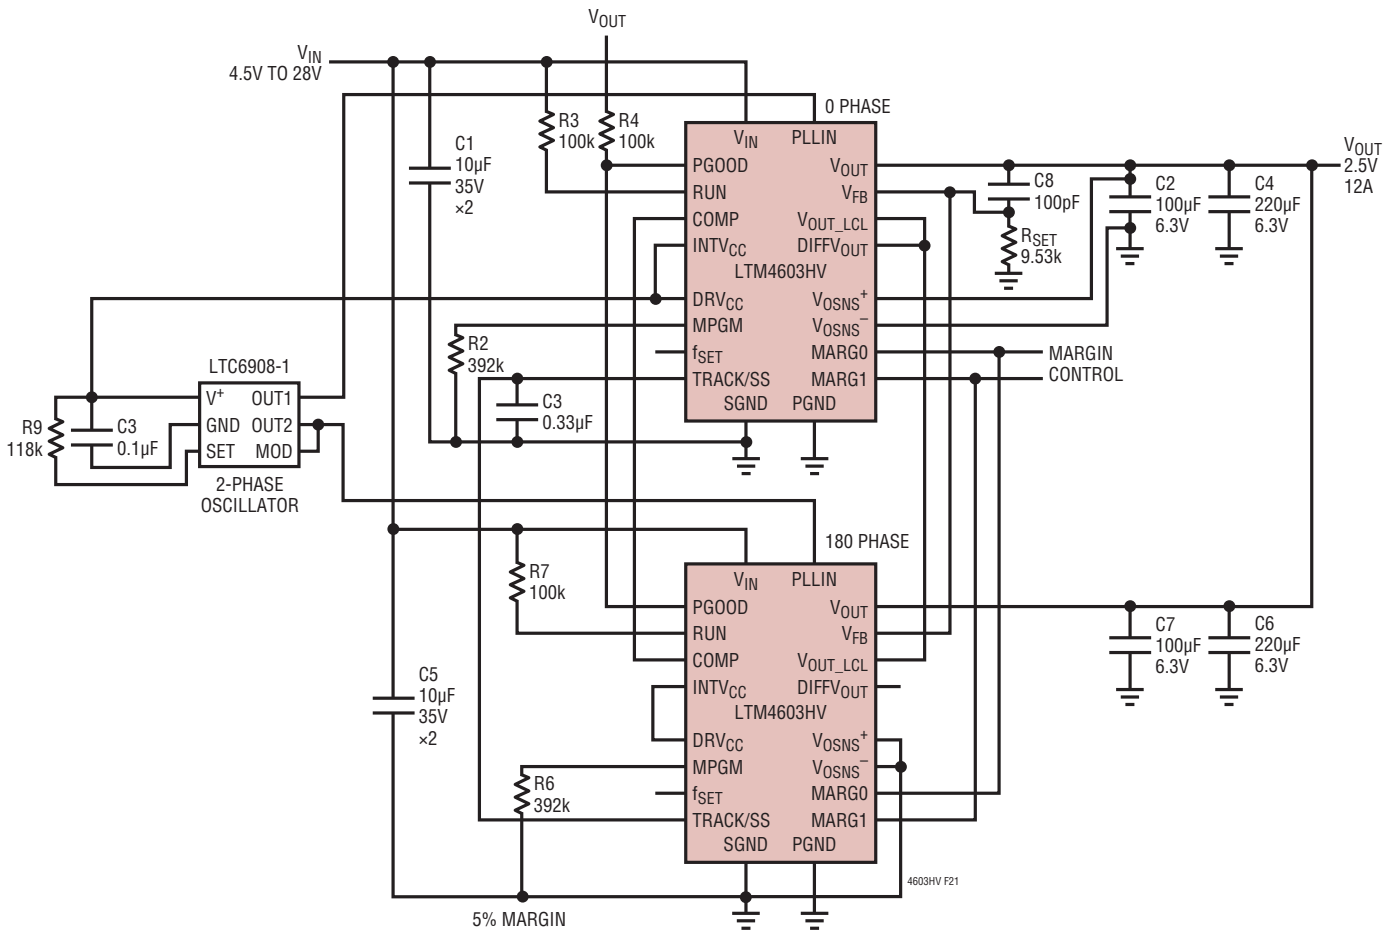 VOUT
VIN
4.5V TO 28V
0 PHASE
R3
100k
R4
100k
C1
10µF
35V
×2
VIN PLLIN
PGOOD VOUT
RUN VFB
COMP VOUT_LCL
INTVCC DIFFVOUT
LTM4603HV
DRVCC VOSNS+
MPGM VOSNS–
fSET MARG0
TRACK/SS MARG1
SGND PGND
C8
100pF
RSET
9.53k
C2
100µF
6.3V
C4
220µF
6.3V
VOUT
2.5V
12A
MARGIN
CONTROL
R2
392k
C3
0.33µF
LTC6908-1
V+ OUT1
GND OUT2
SET MOD
2-PHASE
OSCILLATOR
R9
118k
C3
0.1µF
180 PHASE
R7
100k
VIN PLLIN
PGOOD VOUT
RUN VFB
COMP VOUT_LCL
INTVCC DIFFVOUT
LTM4603HV
DRVCC VOSNS+
MPGM VOSNS–
fSET MARG0
TRACK/SS MARG1
SGND PGND
C7
100µF
6.3V
C6
220µF
6.3V
C5
10µF
35V
×2
R6
392k
4603HV F21
5% MARGIN